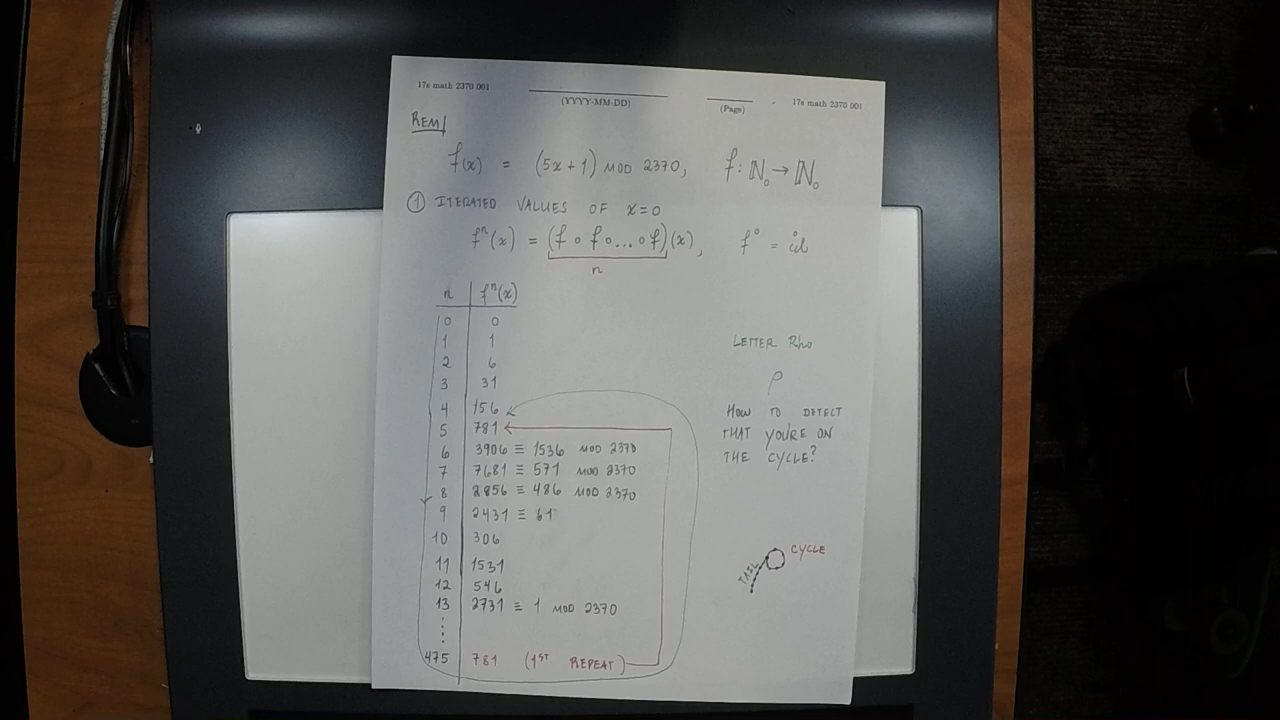 17s math 2370 001 (YYYY-MM-DD) (Page) 17s math 2370 001
REM/
f(x) = (5x+1) MOD 2370, f: ℕ₀ → ℕ₀
① ITERATED VALUES OF x=0
fⁿ(x) = (f ∘ f ∘ ... ∘ f)(x), f⁰ = id
n
n fⁿ(x)
0 0
1 1
2 6
3 31
4 156
5 781
6 3906 ≡ 1536 MOD 2370
7 7681 ≡ 571 MOD 2370
8 2856 ≡ 486 MOD 2370
9 2431 ≡ 61
10 306
11 1531
12 546
13 2731 ≡ 1 MOD 2370
475 781 (1ST REPEAT)
LETTER Rho
ρ
HOW TO DETECT
THAT YOU'RE ON
THE CYCLE?
CYCLE
TAIL